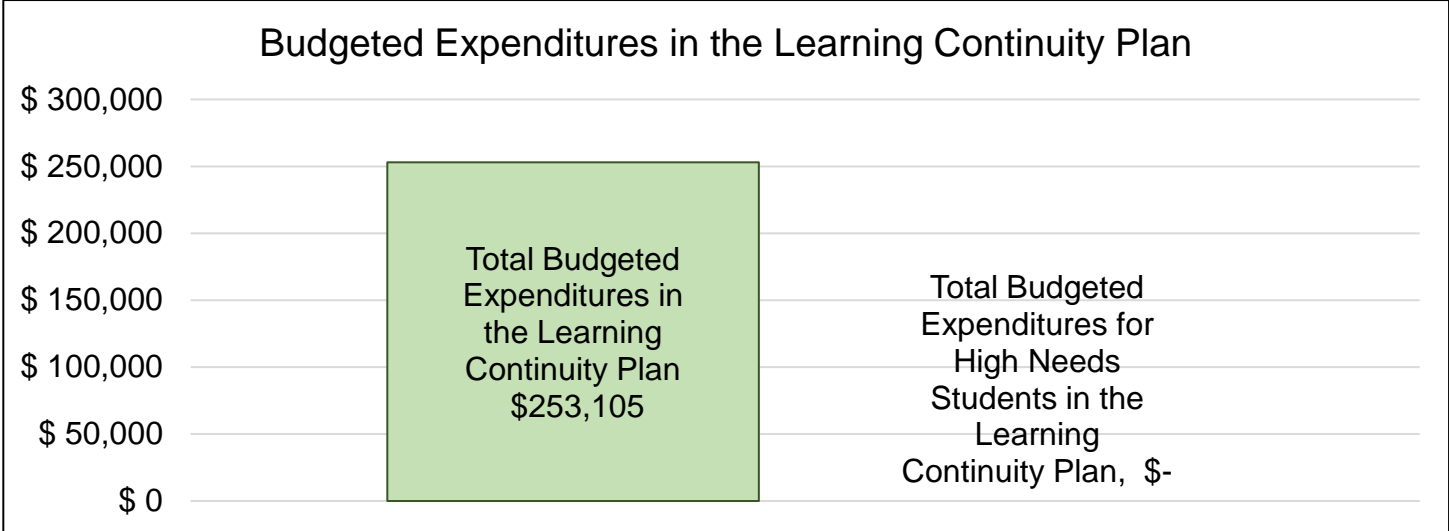 Budgeted Expenditures in the Learning Continuity Plan
$ 300,000
$ 250,000
$ 200,000
$ 150,000
$ 100,000
$ 50,000
$ 0
Total Budgeted
Expenditures in
the Learning
Continuity Plan
$253,105
Total Budgeted
Expenditures for
High Needs
Students in the
Learning
Continuity Plan, $-